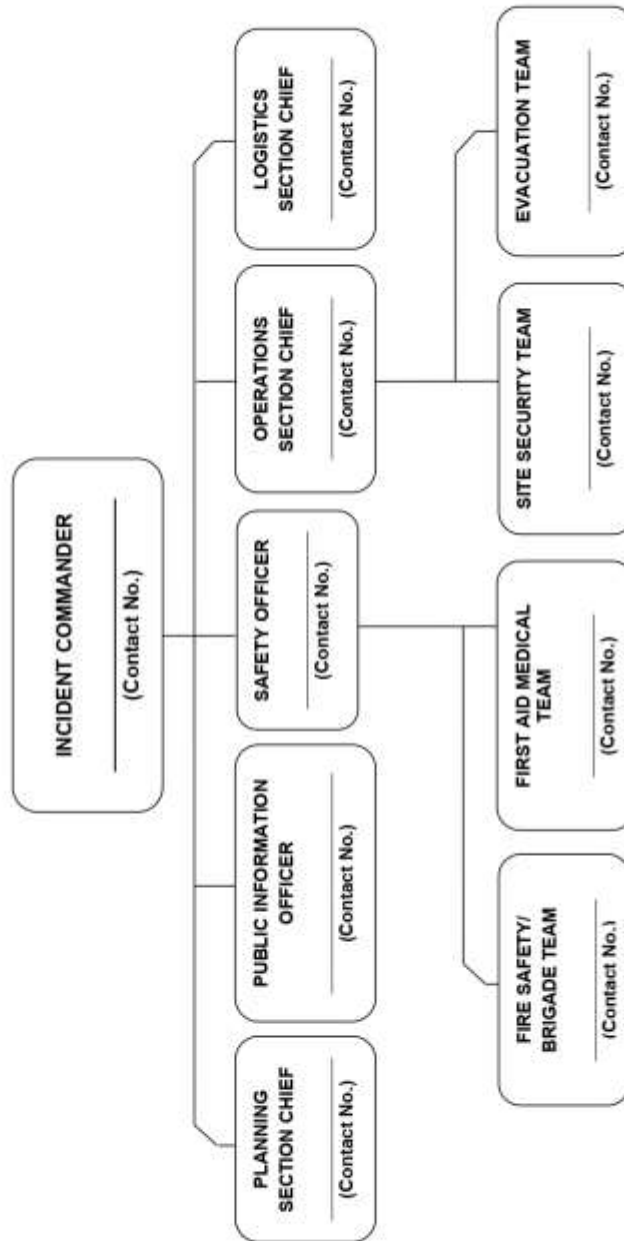 INCIDENT COMMANDER
(Contact No.)
PLANNING
SECTION CHIEF
(Contact No.)
PUBLIC INFORMATION
OFFICER
(Contact No.)
SAFETY OFFICER
(Contact No.)
OPERATIONS
SECTION CHIEF
(Contact No.)
LOGISTICS
SECTION CHIEF
(Contact No.)
FIRE SAFETY/
BRIGADE TEAM
(Contact No.)
FIRST AID MEDICAL
TEAM
(Contact No.)
SITE SECURITY TEAM
(Contact No.)
EVACUATION TEAM
(Contact No.)